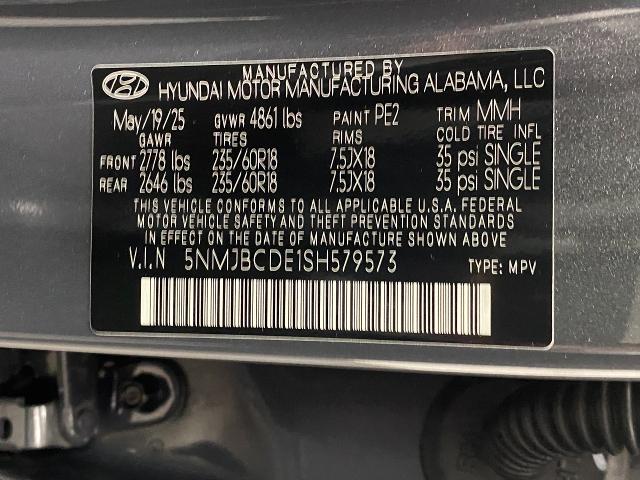 MANUFACTURED BY
HYUNDAI MOTOR MANUFACTURING ALABAMA, LLC
May/19/25 GVWR 4861 lbs PAINT PE2 TRIM MMH
GAWR TIRES RIMS COLD TIRE INFL
FRONT 2778 lbs 235/60R18 7.5JX18 35 psi SINGLE
REAR 2646 lbs 235/60R18 7.5JX18 35 psi SINGLE
THIS VEHICLE CONFORMS TO ALL APPLICABLE U.S.A. FEDERAL
MOTOR VEHICLE SAFETY AND THEFT PREVENTION STANDARDS
IN EFFECT ON THE DATE OF MANUFACTURE SHOWN ABOVE.
V.I.N 5NMJBCDE1SH579573 TYPE: MPV